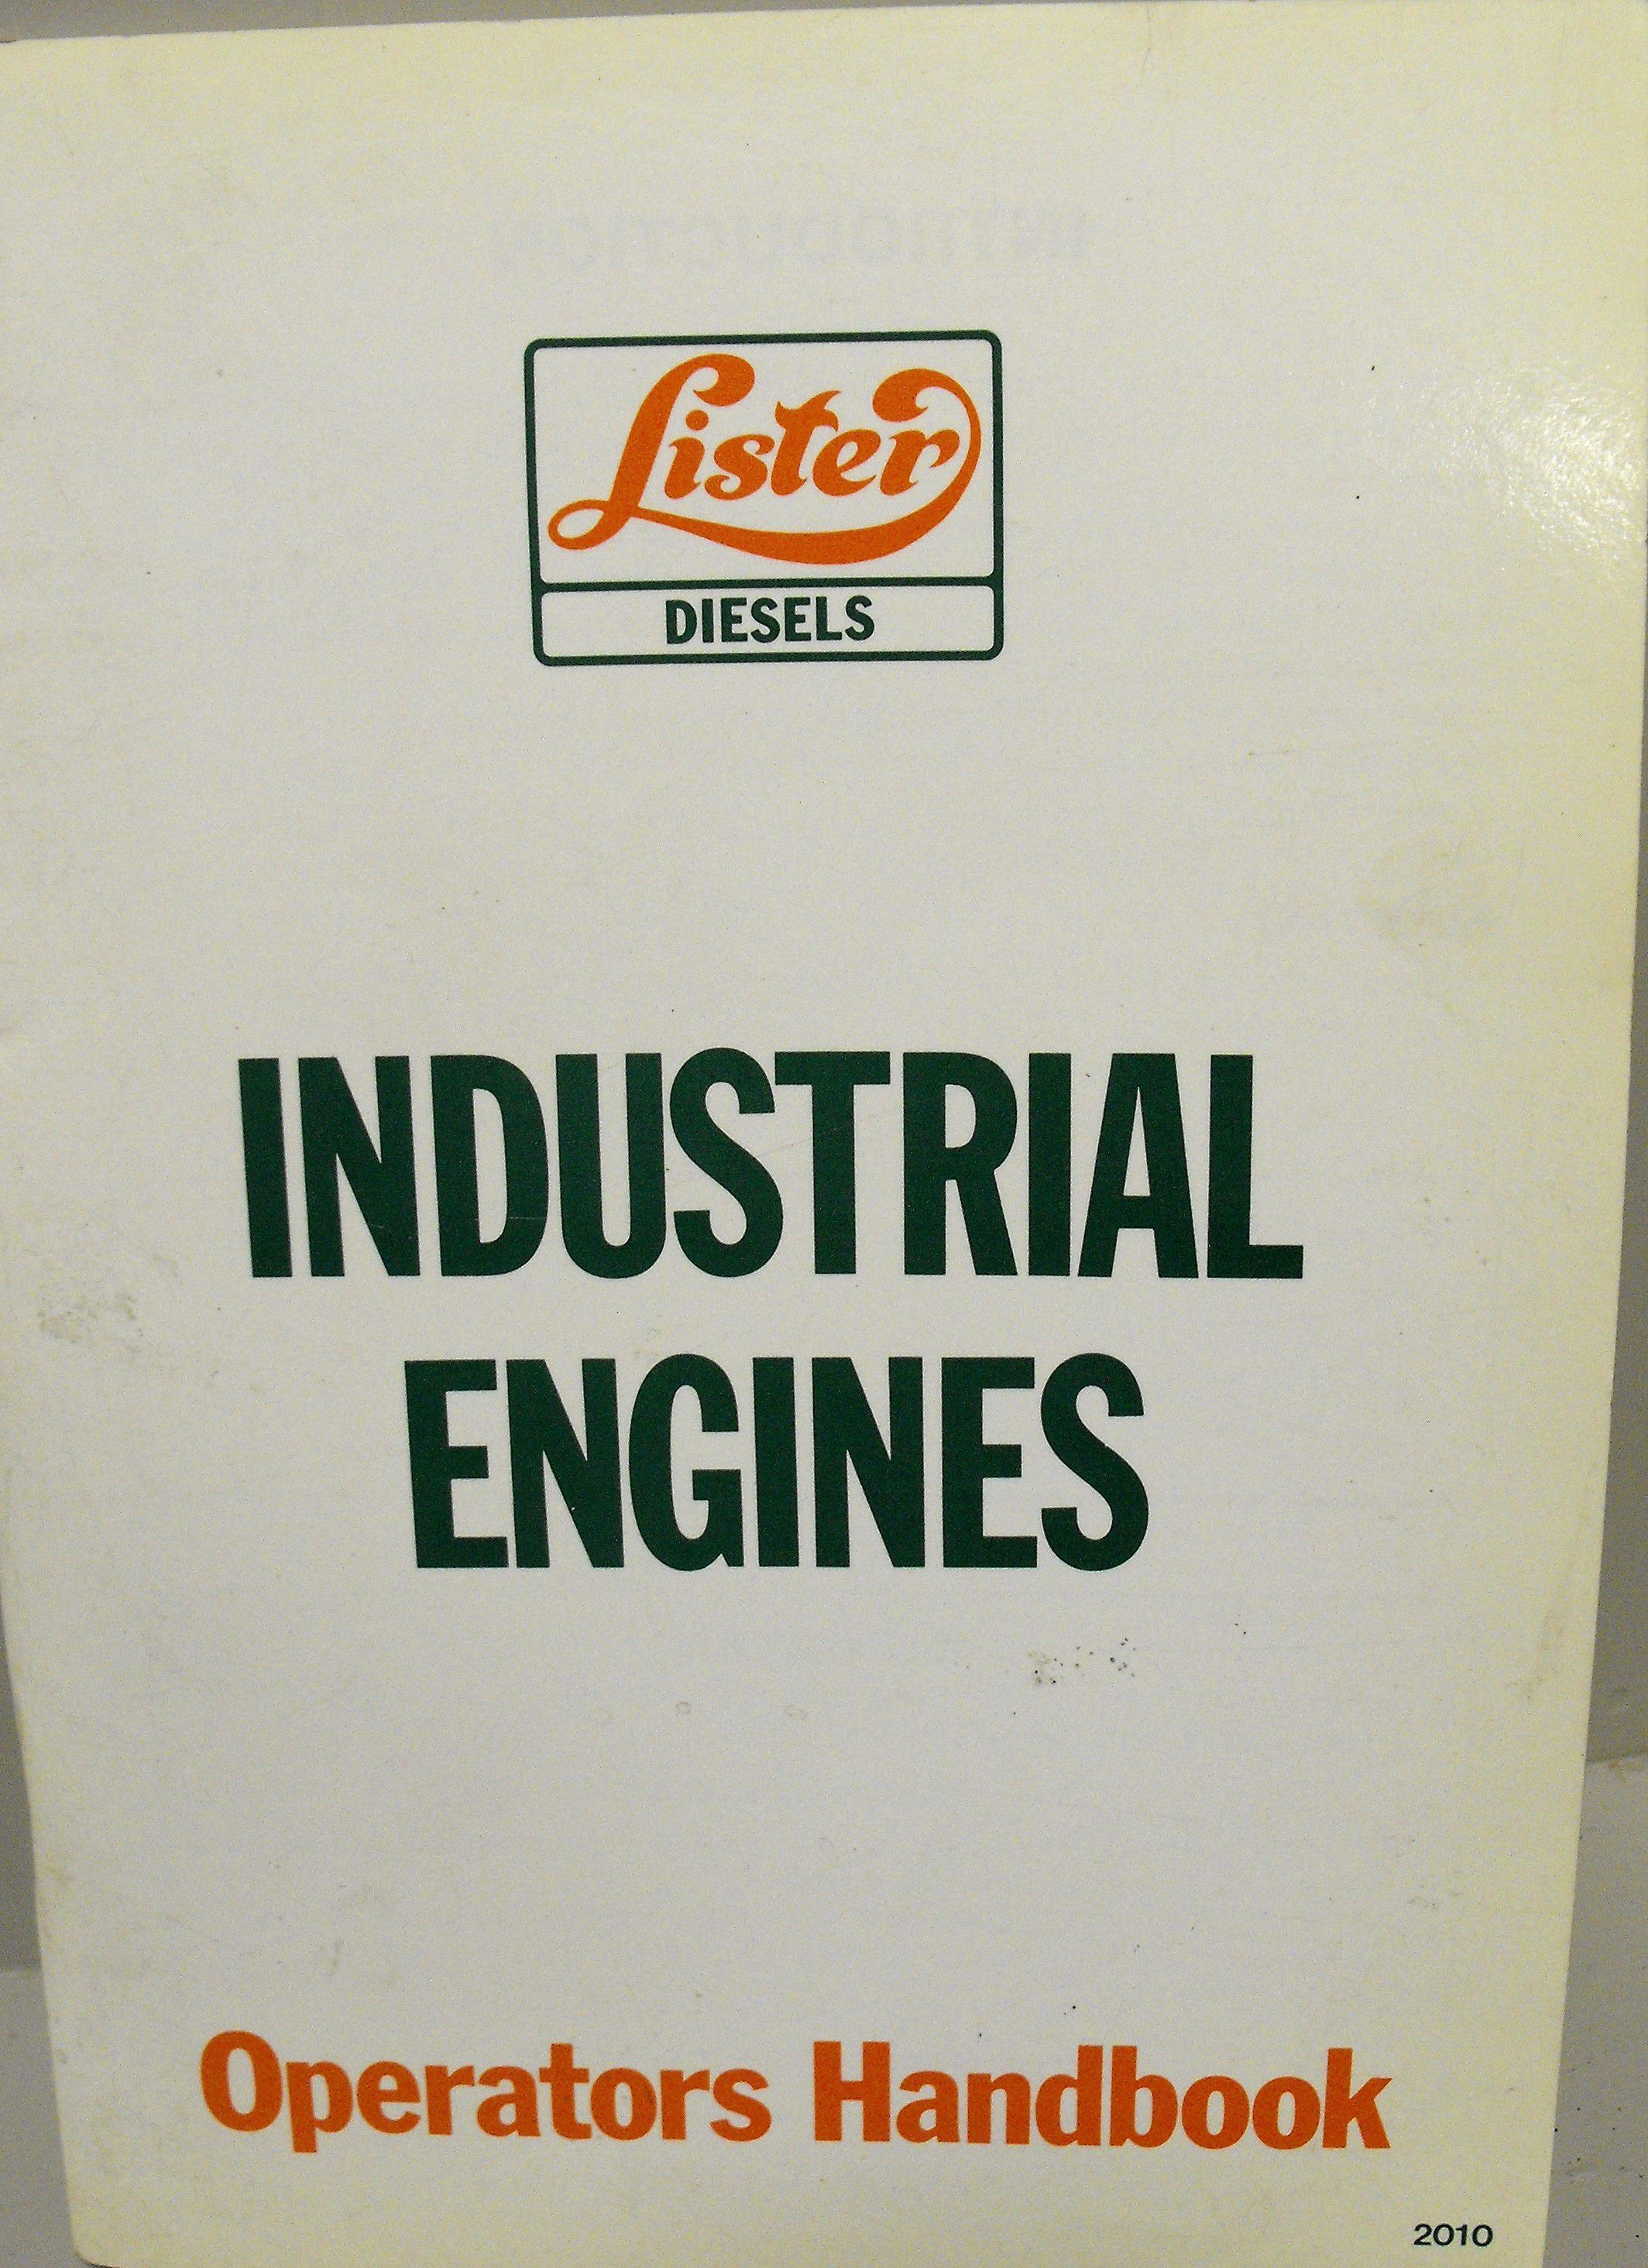 Lister
DIESELS
INDUSTRIAL
ENGINES
Operators Handbook
2010